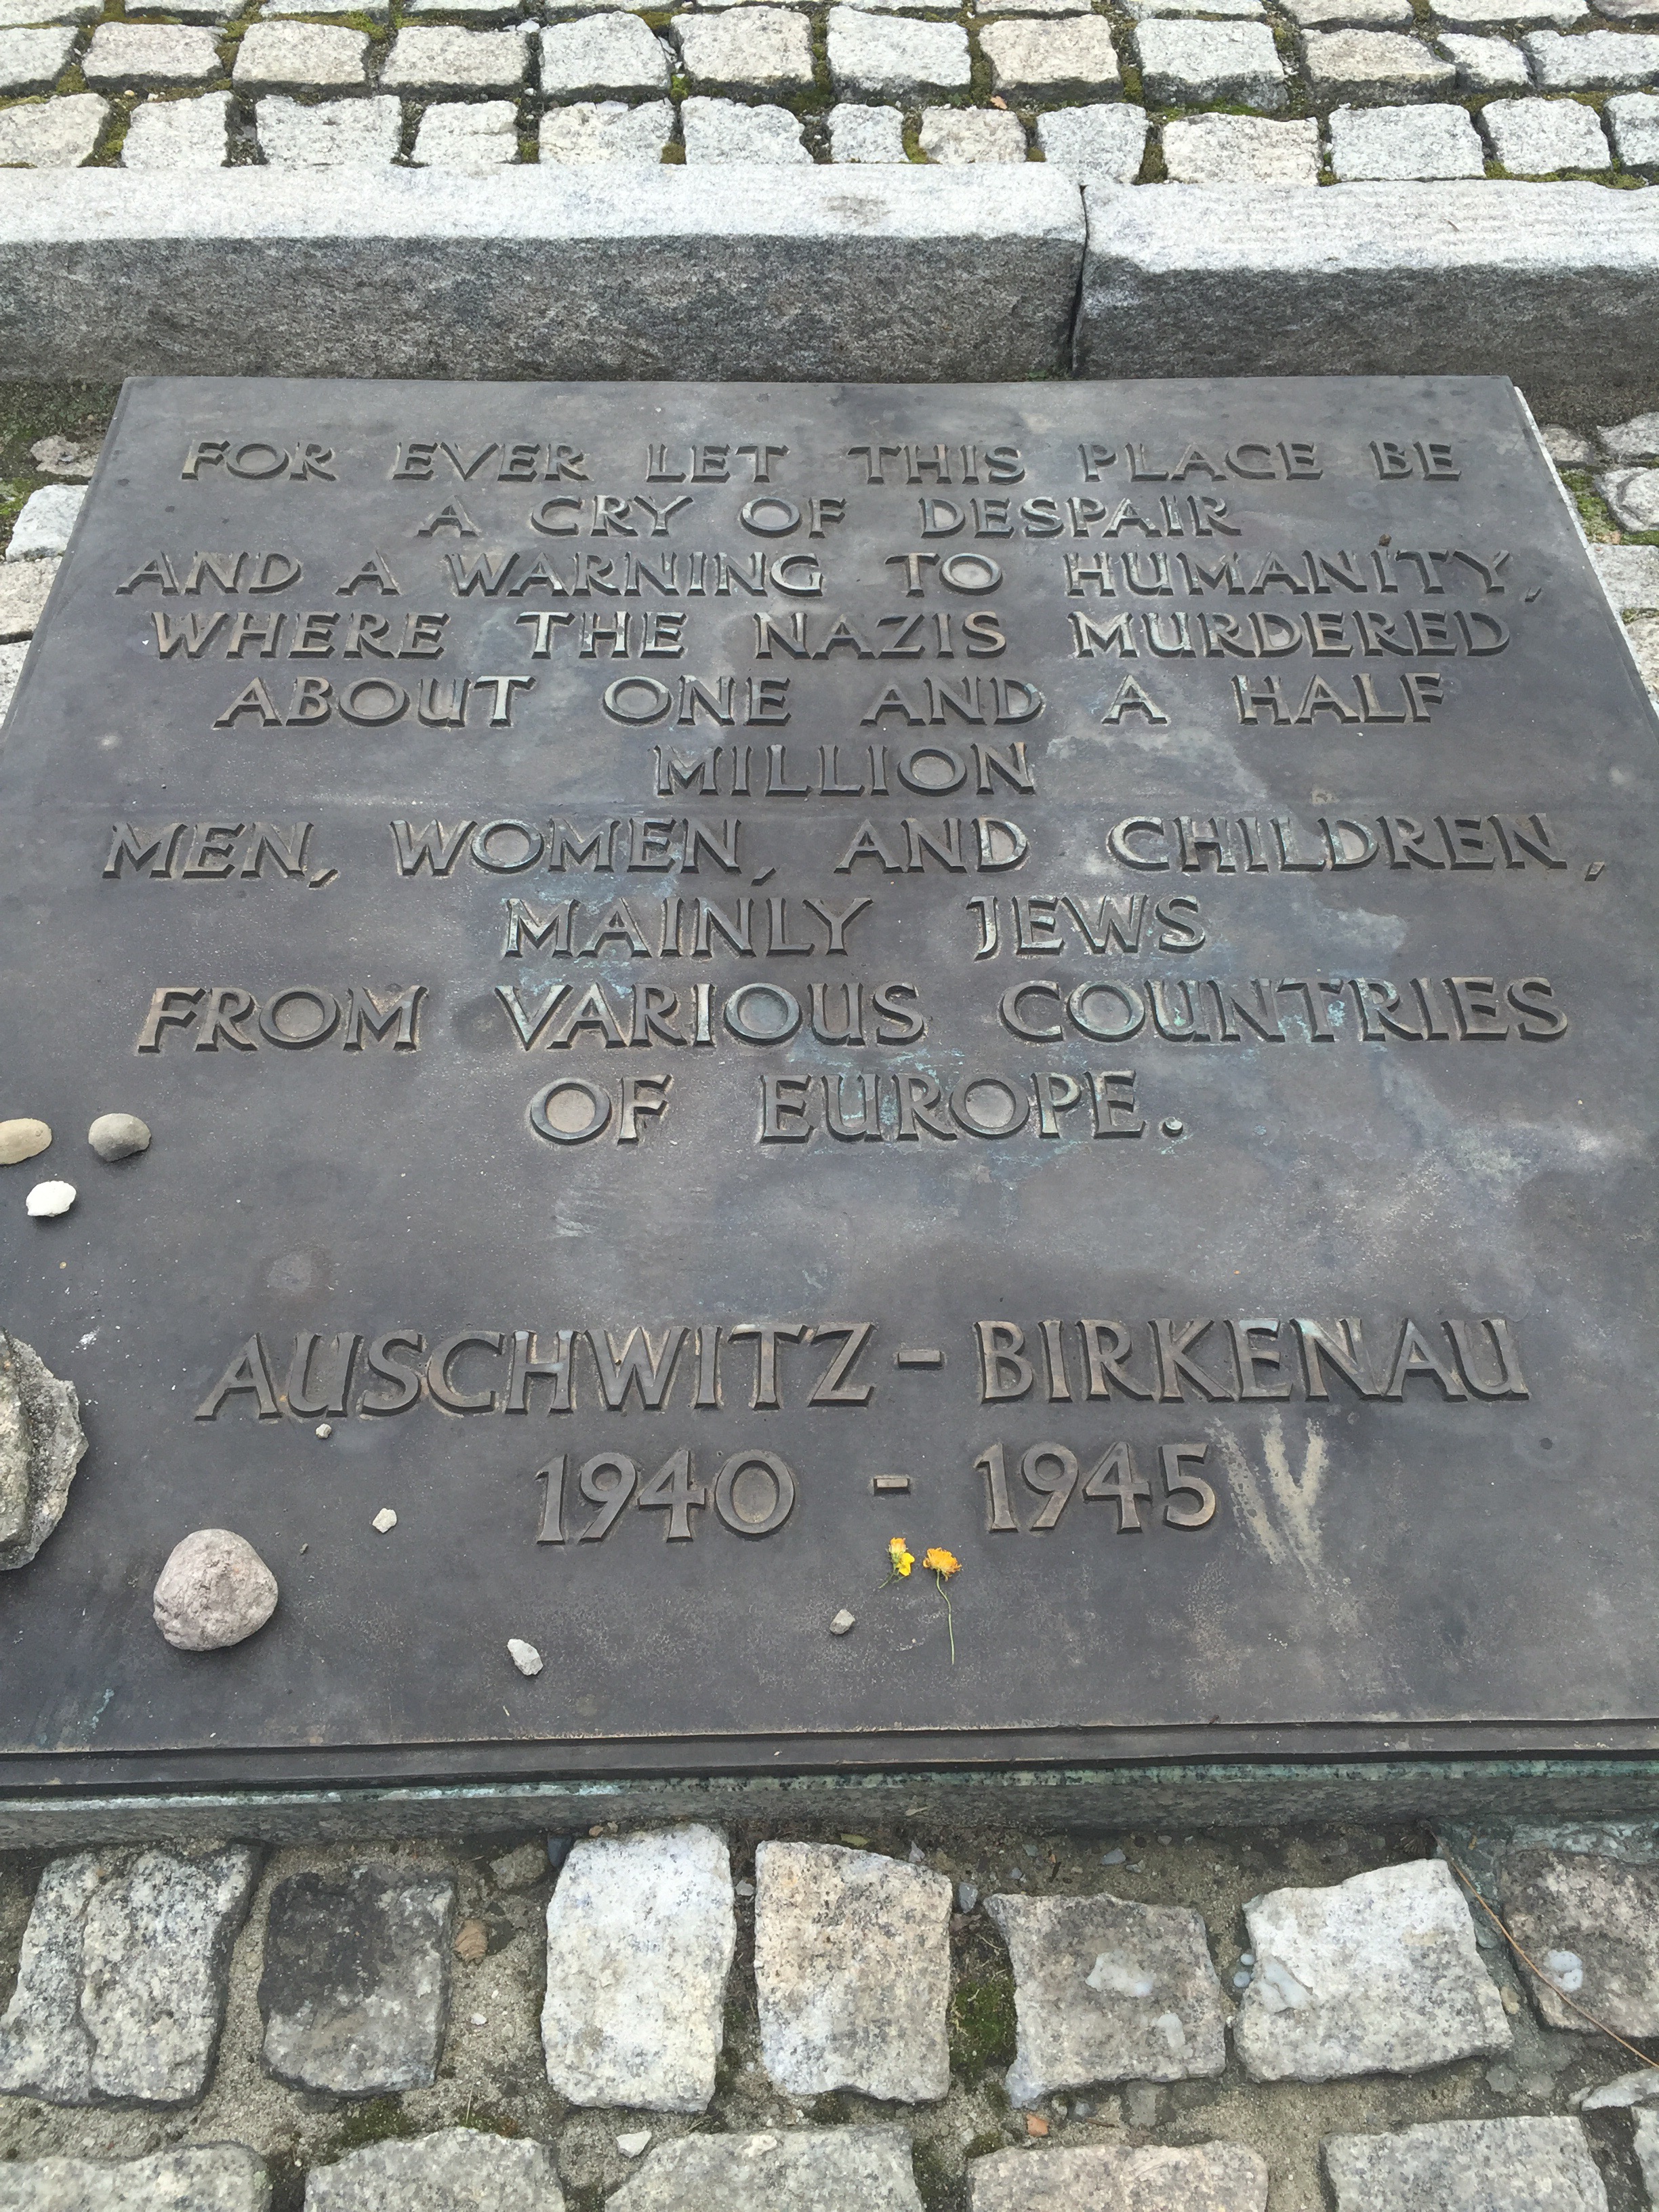 FOR EVER LET THIS PLACE BE
A CRY OF DESPAIR
AND A WARNING TO HUMANITY,
WHERE THE NAZIS MURDERED
ABOUT ONE AND A HALF
MILLION
MEN, WOMEN, AND CHILDREN,
MAINLY JEWS
FROM VARIOUS COUNTRIES
OF EUROPE.
AUSCHWITZ-BIRKENAU
1940 - 1945